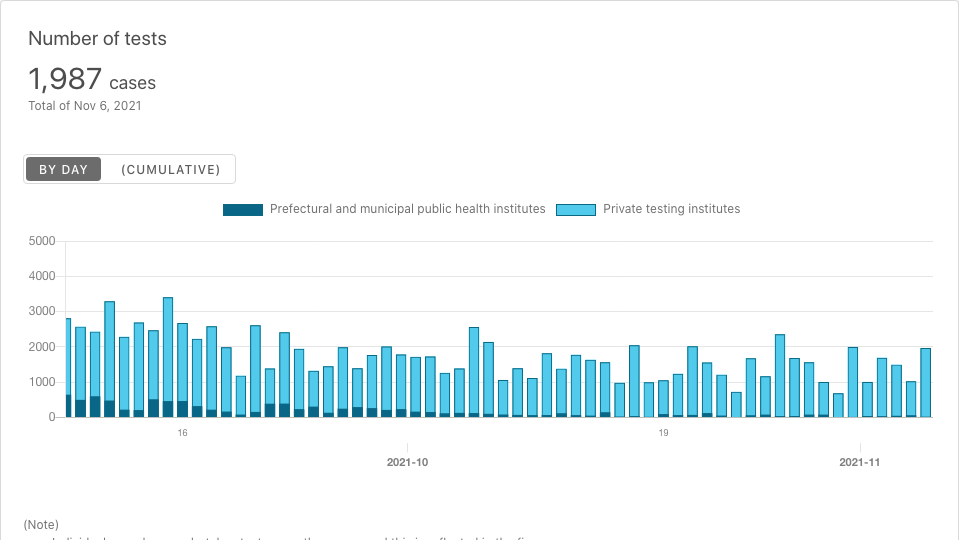 Number of tests
1,987 cases
Total of Nov 6, 2021
BY DAY (CUMULATIVE)
Prefectural and municipal public health institutes Private testing institutes
5000
4000
3000
2000
1000
0
16 19
2021-10 2021-11
(Note)